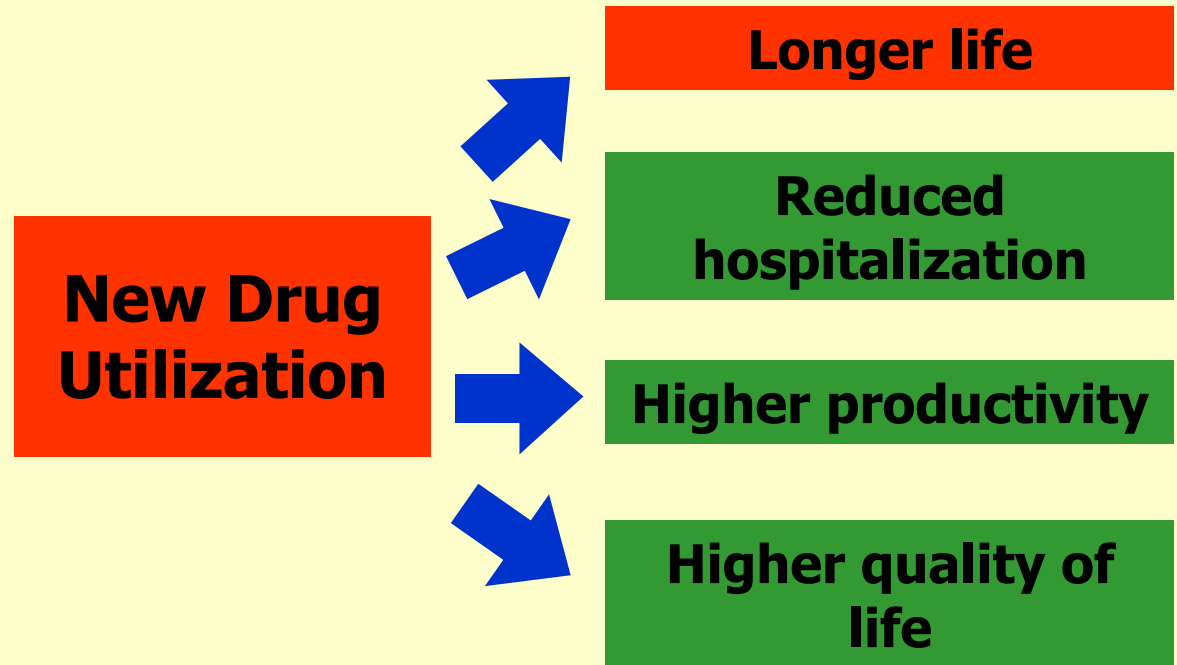 New Drug
Utilization
Longer life
Reduced
hospitalization
Higher productivity
Higher quality of
life